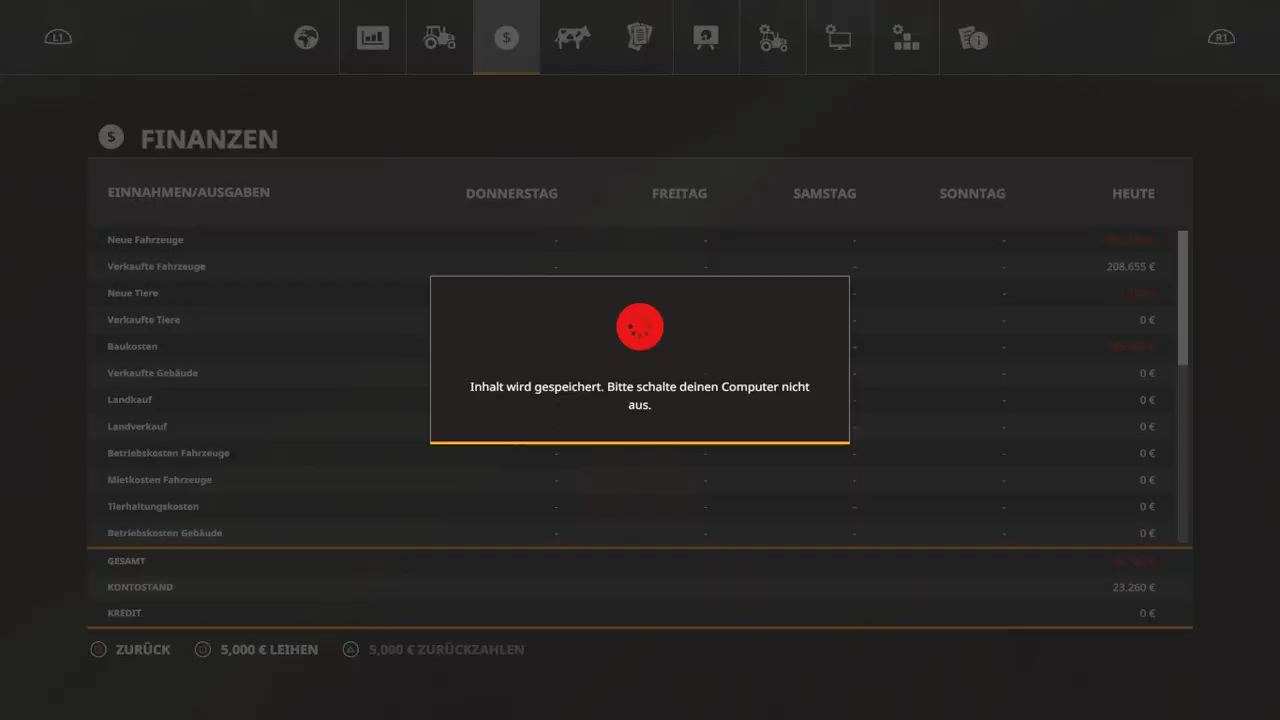 L1
R1
FINANZEN
EINNAHMEN/AUSGABEN DONNERSTAG FREITAG SAMSTAG SONNTAG HEUTE
Neue Fahrzeuge - - - -
Verkaufte Fahrzeuge - - - - 208.655 €
Neue Tiere -  -
Verkaufte Tiere - - 0 €
Baukosten - -
Verkaufte Gebäude - - 0 €
Landkauf - - 0 €
Landverkauf - - 0 €
Betriebskosten Fahrzeuge - - - - 0 €
Mietkosten Fahrzeuge - - - - 0 €
Tierhaltungskosten - - - - 0 €
Betriebskosten Gebäude - - - - 0 €
Inhalt wird gespeichert. Bitte schalte deinen Computer nicht
aus.
GESAMT
KONTOSTAND 23.260 €
KREDIT 0 €
ZURÜCK 5,000 € LEIHEN 5,000 € ZURÜCKZAHLEN